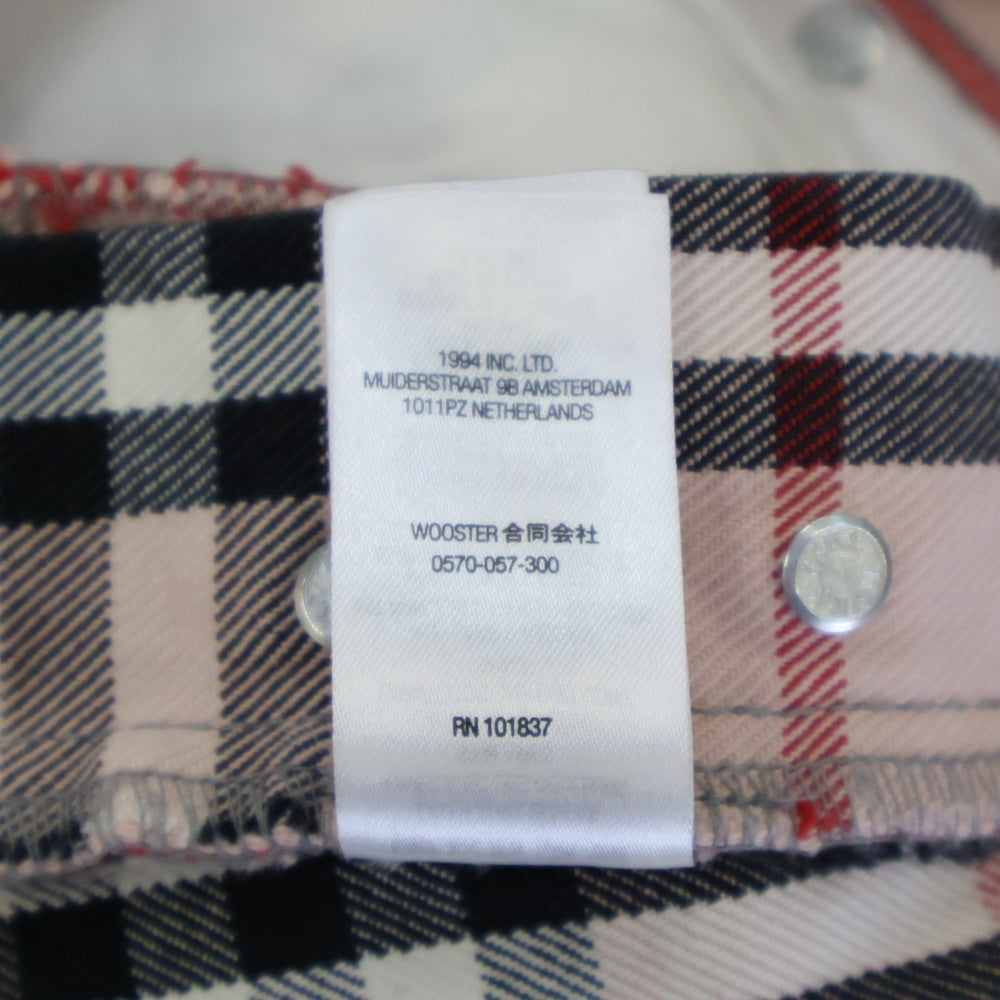 1994 INC. LTD.
MUIDERSTRAAT 9B AMSTERDAM
1011PZ NETHERLANDS
WOOSTER 合同会社
0570-057-300
RN 101837